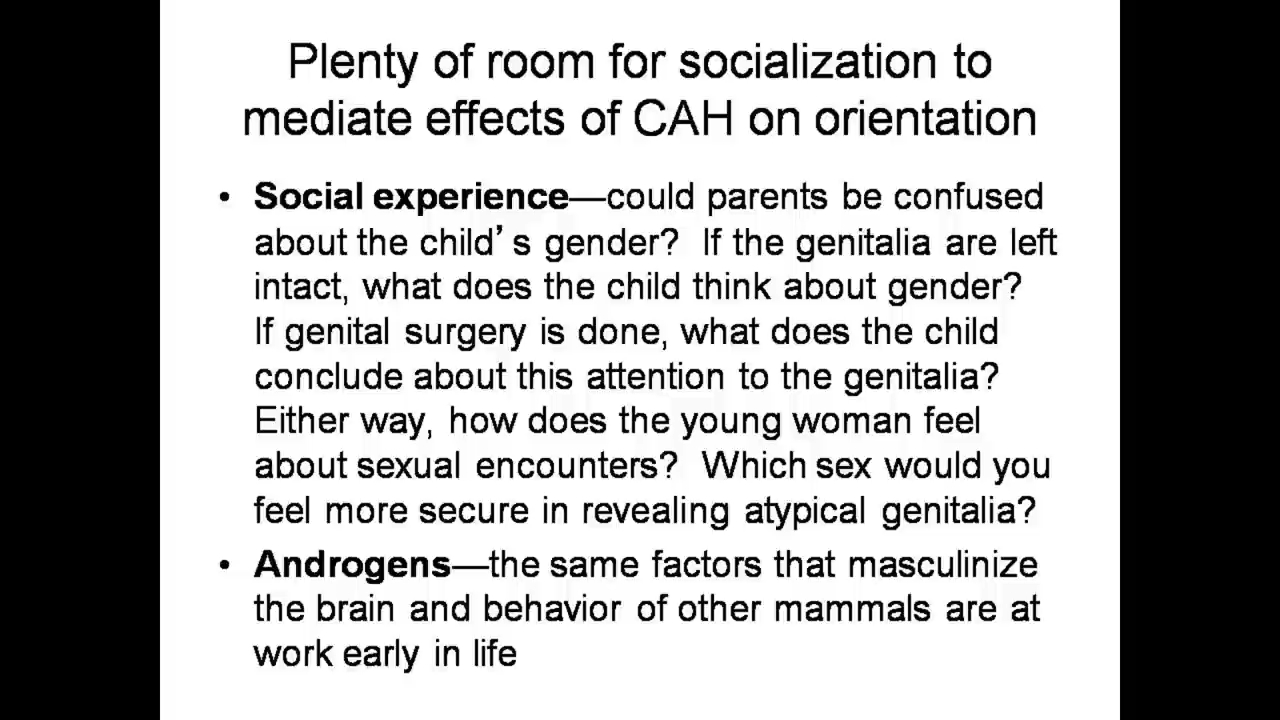 Plenty of room for socialization to
mediate effects of CAH on orientation
• Social experience—could parents be confused
about the child’s gender?  If the genitalia are left
intact, what does the child think about gender?
If genital surgery is done, what does the child
conclude about this attention to the genitalia?
Either way, how does the young woman feel
about sexual encounters?  Which sex would you
feel more secure in revealing atypical genitalia?
• Androgens—the same factors that masculinize
the brain and behavior of other mammals are at
work early in life